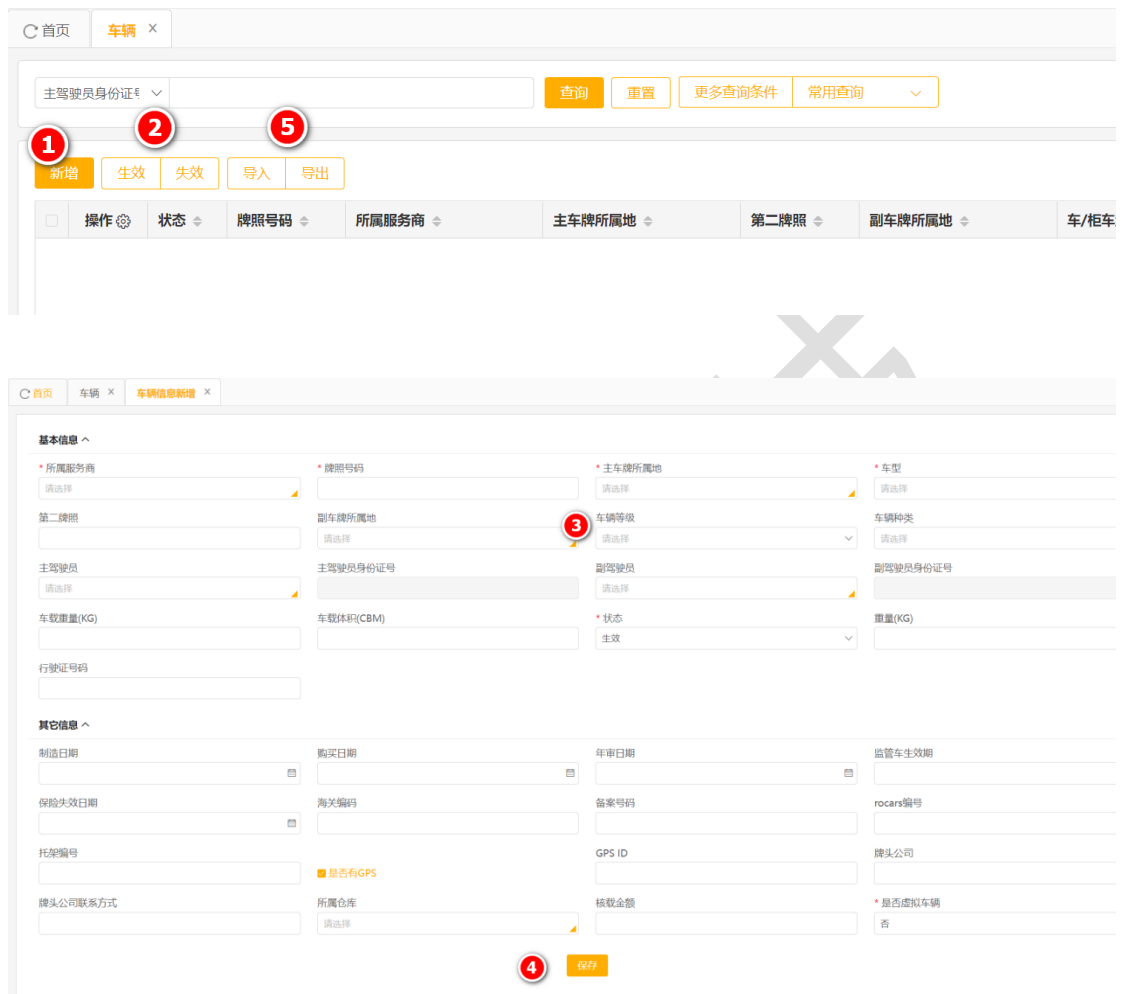 首页 车辆 X
主驾驶员身份证号 查询 重置 更多查询条件 常用查询
1 2 5
新增 生效 失效 导入 导出
操作 状态 牌照号码 所属服务商 主车牌所属地 第二牌照 副车牌所属地 车/柜车
首页 车辆 X 车辆信息新增 X
基本信息
* 所属服务商 * 牌照号码 * 主车牌所属地 * 车型
请选择 请选择 请选择
第二牌照 副车牌所属地 3 车辆等级 车辆种类
请选择 请选择 请选择
主驾驶员 主驾驶员身份证号 副驾驶员 副驾驶员身份证号
请选择 请选择
车载重量(KG) 车载体积(CBM) * 状态 重量(KG)
生效
行驶证号码
其它信息
制造日期 购买日期 年审日期 监管车生效期
保险失效日期 海关编码 备案号码 rocars编号
托架编号 GPS ID 牌头公司
是否有GPS
牌头公司联系方式 所属仓库 核载金额 * 是否虚拟车辆
请选择 否
4 保存